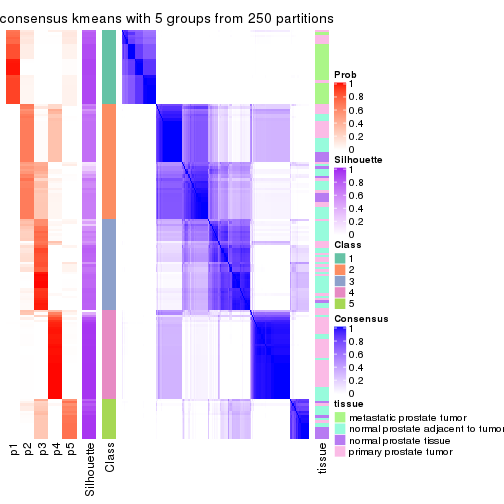 consensus kmeans with 5 groups from 250 partitions
p1
p2
p3
p4
p5
Silhouette
Class
tissue
Prob
1
0.8
0.6
0.4
0.2
0
Silhouette
1
0.8
0.6
0.4
0.2
0
Class
1
2
3
4
5
Consensus
1
0.8
0.6
0.4
0.2
0
tissue
metastatic prostate tumor
normal prostate adjacent to tumor
normal prostate tissue
primary prostate tumor